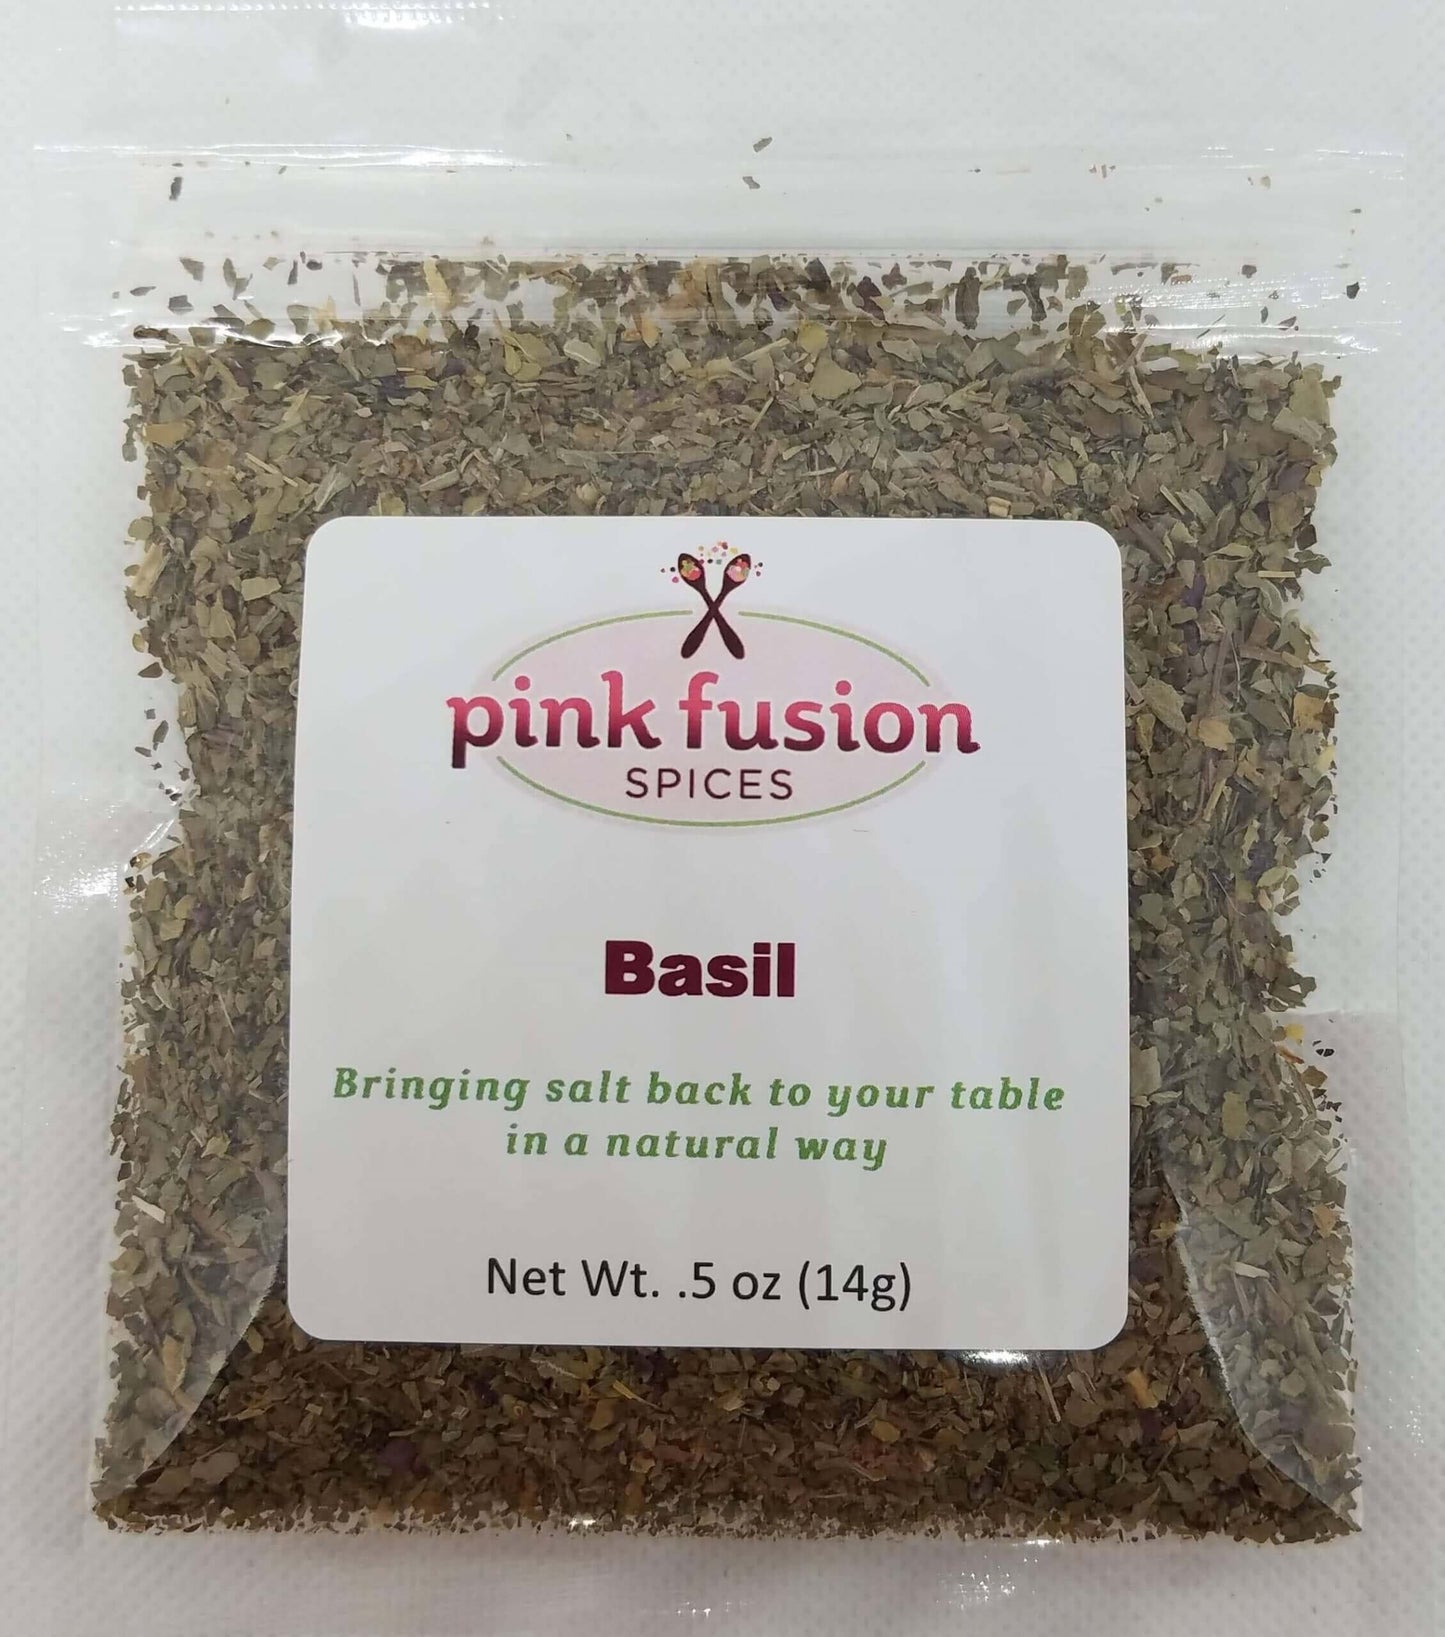 pink fusion
SPICES
Basil
Bringing salt back to your table
in a natural way
Net Wt. .5 oz (14g)